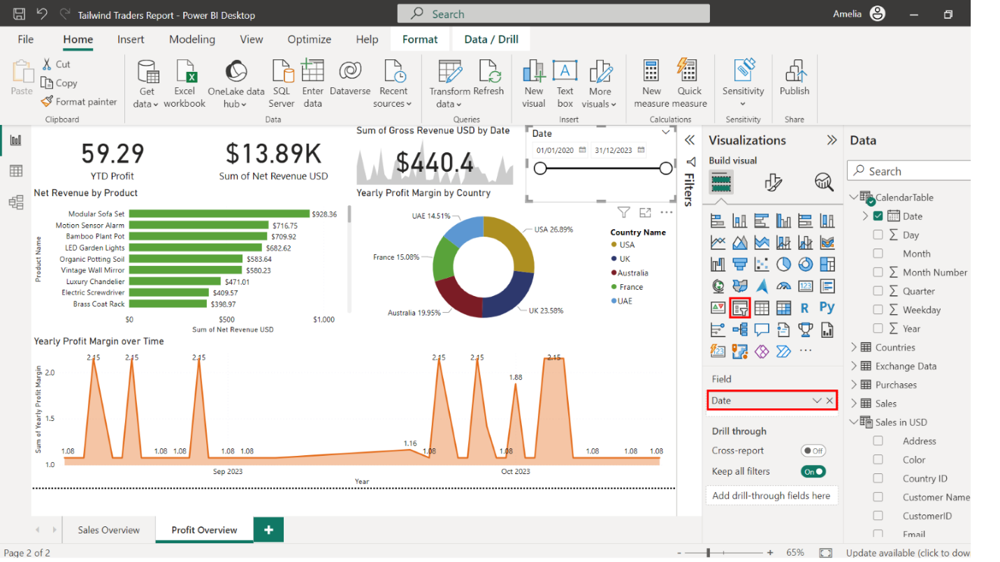 Tailwind Traders Report - Power BI Desktop
Search
Amelia
File Home Insert Modeling View Optimize Help Format Data / Drill
Paste
Cut
Copy
Format painter
Clipboard
Get data
Excel workbook
OneLake data hub
SQL Server
Enter data
Dataverse
Recent sources
Data
Transform data
Refresh
Queries
New visual
Text box
More visuals
Insert
New measure
Quick measure
Calculations
Sensitivity
Sensitivity
Publish
Share
59.29
YTD Profit
$13.89K
Sum of Net Revenue USD
Sum of Gross Revenue USD by Date
$440.4
Date
01/01/2020 31/12/2023
Net Revenue by Product
Product Name
Modular Sofa Set $928.36
Motion Sensor Alarm $716.75
Bamboo Plant Pot $709.92
LED Garden Lights $682.62
Organic Potting Soil $583.64
Vintage Wall Mirror $580.23
Luxury Chandelier $471.01
Electric Screwdriver $409.57
Brass Coat Rack $398.97
$0 $500 $1.000
Sum of Net Revenue USD
Yearly Profit Margin by Country
UAE 14.51%
USA 26.89%
France 15.08%
Australia 19.95%
UK 23.58%
Country Name
USA
UK
Australia
France
UAE
Yearly Profit Margin over Time
Sum of Yearly Profit Margin
2.0
1.5
1.0
2.15 2.15 2.15 2.15 2.15 2.15
1.88
1.16
1.08 1.08 1.08 1.08 1.08 1.08 1.08 1.08 1.08 1.08
Sep 2023 Oct 2023
Year
Filters
Visualizations
Build visual
123
R
Py
123
Field
Date
Drill through
Cross-report Off
Keep all filters On
Add drill-through fields here
Data
Search
CalendarTable
Date
Day
Month
Month Number
Quarter
Weekday
Year
Countries
Exchange Data
Purchases
Sales
Sales in USD
Address
Color
Country ID
Customer Name
CustomerID
Email
Sales Overview Profit Overview +
Page 2 of 2
- + 65%
Update available (click to dow